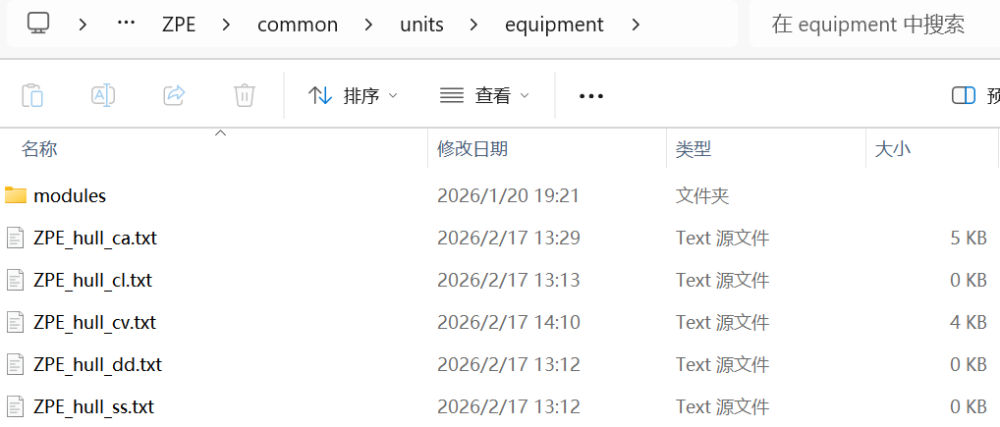 … ZPE common units equipment 在 equipment 中搜索
排序 查看 … 预
名称 修改日期 类型 大小
modules 2026/1/20 19:21 文件夹
ZPE_hull_ca.txt 2026/2/17 13:29 Text 源文件 5 KB
ZPE_hull_cl.txt 2026/2/17 13:13 Text 源文件 0 KB
ZPE_hull_cv.txt 2026/2/17 14:10 Text 源文件 4 KB
ZPE_hull_dd.txt 2026/2/17 13:12 Text 源文件 0 KB
ZPE_hull_ss.txt 2026/2/17 13:12 Text 源文件 0 KB